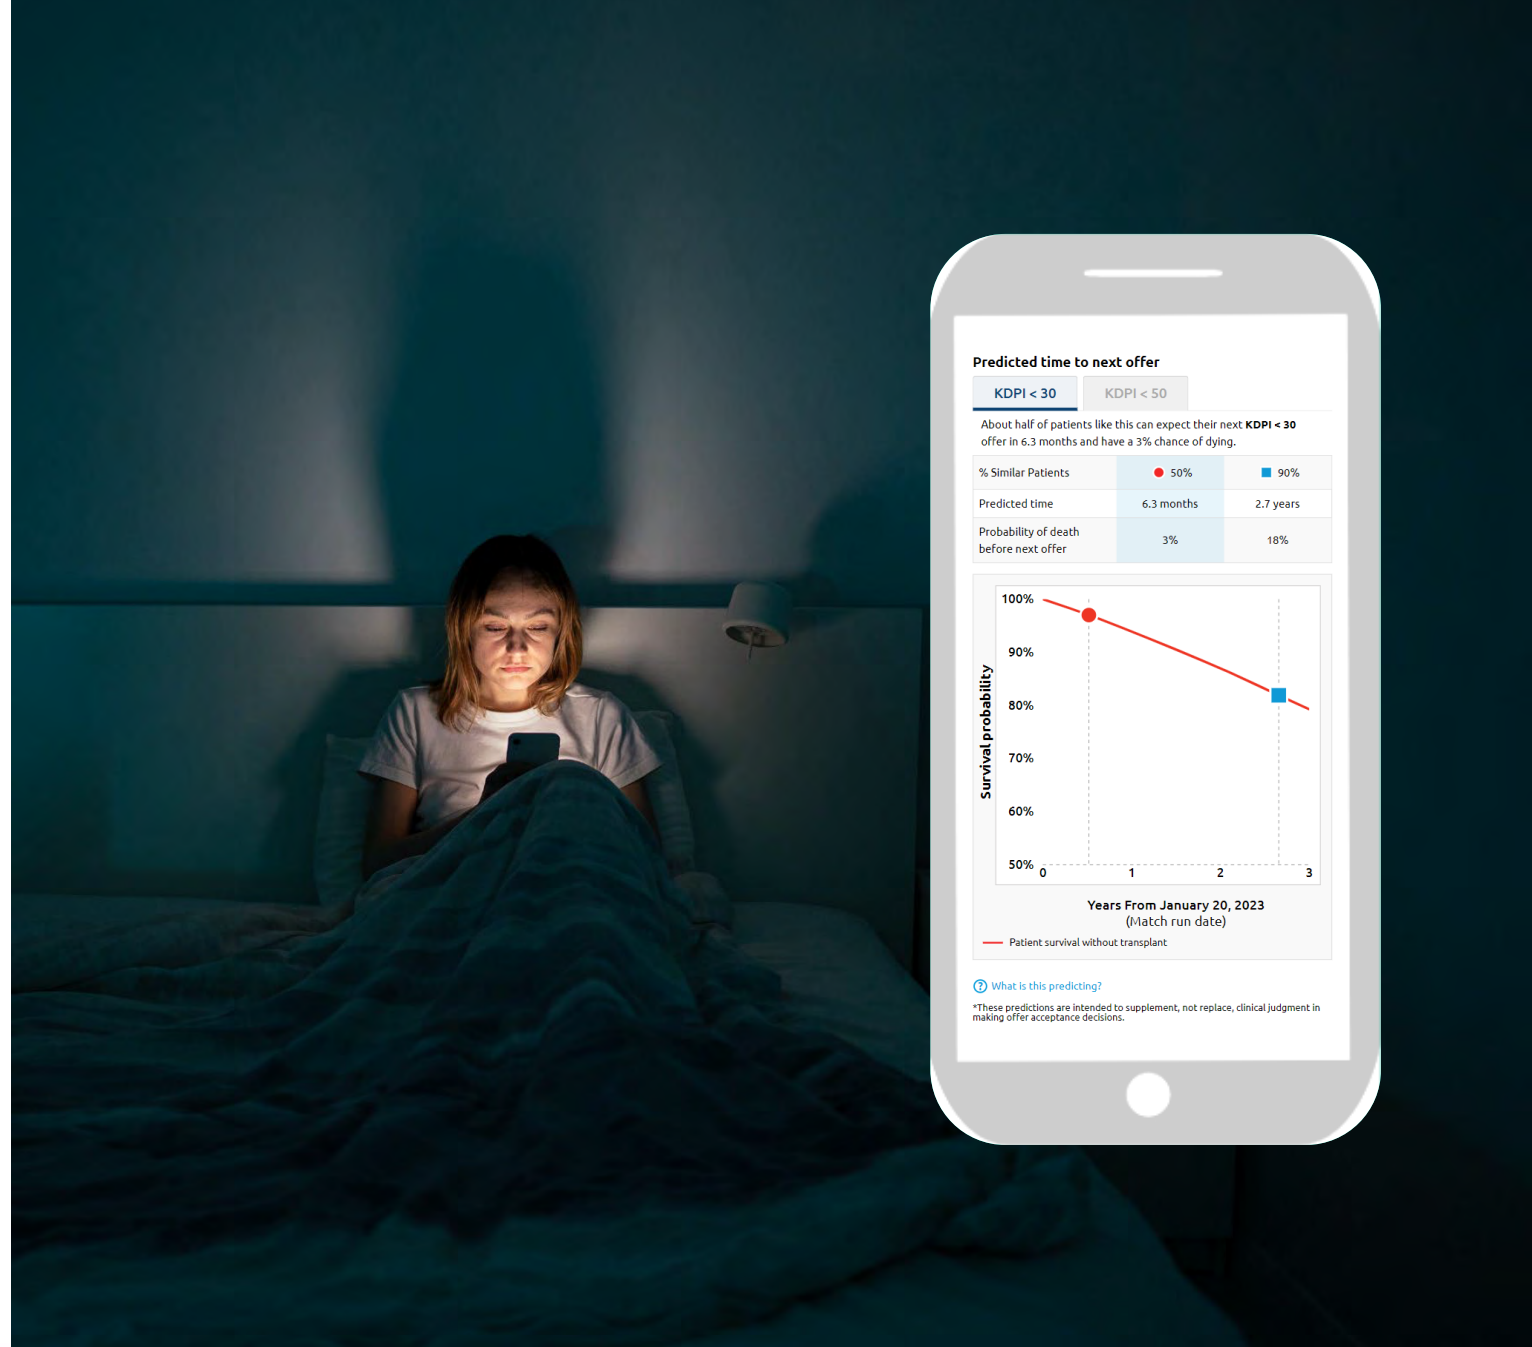 Predicted time to next offer
KDPI < 30
KDPI < 50
About half of patients like this can expect their next KDPI < 30
offer in 6.3 months and have a 3% chance of dying.
% Similar Patients 50% 90%
Predicted time 6.3 months 2.7 years
Probability of death
before next offer 3% 18%
100%
90%
80%
70%
60%
50%
Survival probability
0 1 2 3
Years From January 20, 2023
(Match run date)
Patient survival without transplant
? What is this predicting?
*These predictions are intended to supplement, not replace, clinical judgment in
making offer acceptance decisions.